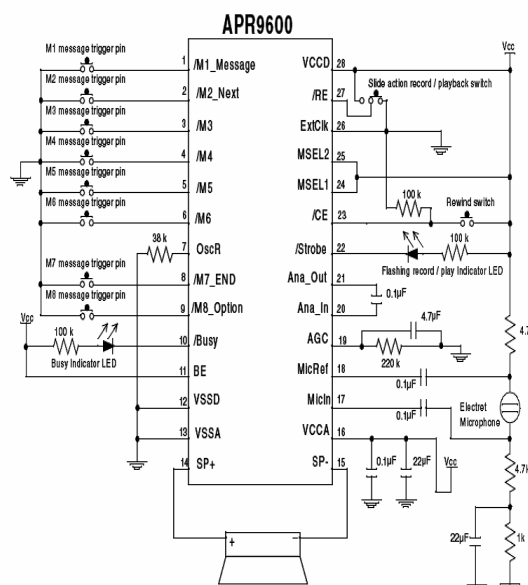 APR9600
M1 message trigger pin
1
/M1_Message
M2 message trigger pin
2
/M2_Next
M3 message trigger pin
3
/M3
M4 message trigger pin
4
/M4
M5 message trigger pin
5
/M5
M6 message trigger pin
6
/M6
38k
7
OscR
M7 message trigger pin
8
/M7_END
M8 message trigger pin
9
/M8_Option
Vcc
100 k
10
/Busy
Busy Indicator LED
11
BE
12
VSSD
13
VSSA
14
SP+
Vcc
VCCD
28
Slide action record / playback switch
/RE
27
ExtClk
26
MSEL2
25
MSEL1
24
100 k
Rewind switch
/CE
23
100 k
/Strobe
22
Flashing record / play Indicator LED
Ana_Out
21
0.1µF
Ana_In
20
4.7µF
AGC
19
220k
4.7
MicRef
18
0.1µF
MicIn
17
0.1µF
Electret
Microphone
VCCA
16
0.1µF
22µF
Vcc
SP-
15
4.7k
22µF
1k
+
−